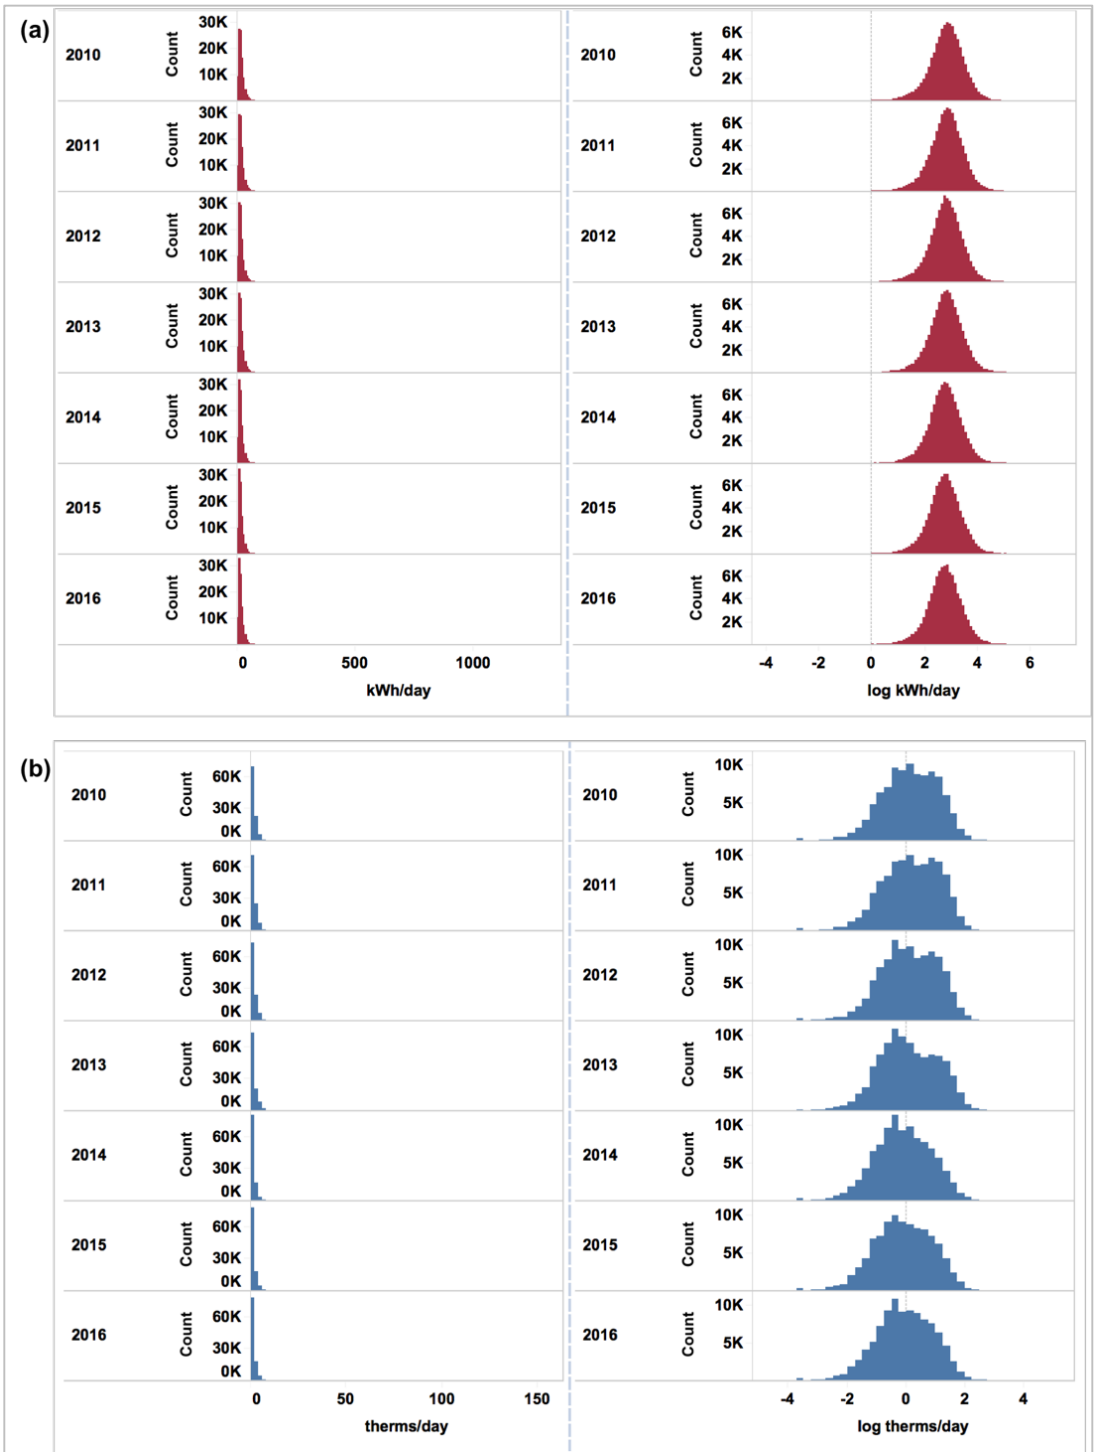 (a)
30K 6K
2010 Count 20K 2010 Count 4K
10K 2K
30K 6K
2011 Count 20K 2011 Count 4K
10K 2K
30K 6K
2012 Count 20K 2012 Count 4K
10K 2K
30K 6K
2013 Count 20K 2013 Count 4K
10K 2K
30K 6K
2014 Count 20K 2014 Count 4K
10K 2K
30K 6K
2015 Count 20K 2015 Count 4K
10K 2K
30K 6K
2016 Count 20K 2016 Count 4K
10K 2K
0 500 1000 -4 -2 0 2 4 6
kWh/day log kWh/day
(b)
60K 10K
2010 Count 30K 2010 Count 5K
0K
60K 10K
2011 Count 30K 2011 Count 5K
0K
60K 10K
2012 Count 30K 2012 Count 5K
0K
60K 10K
2013 Count 30K 2013 Count 5K
0K
60K 10K
2014 Count 30K 2014 Count 5K
0K
60K 10K
2015 Count 30K 2015 Count 5K
0K
60K 10K
2016 Count 30K 2016 Count 5K
0K
0 50 100 150 -4 -2 0 2 4
therms/day log therms/day